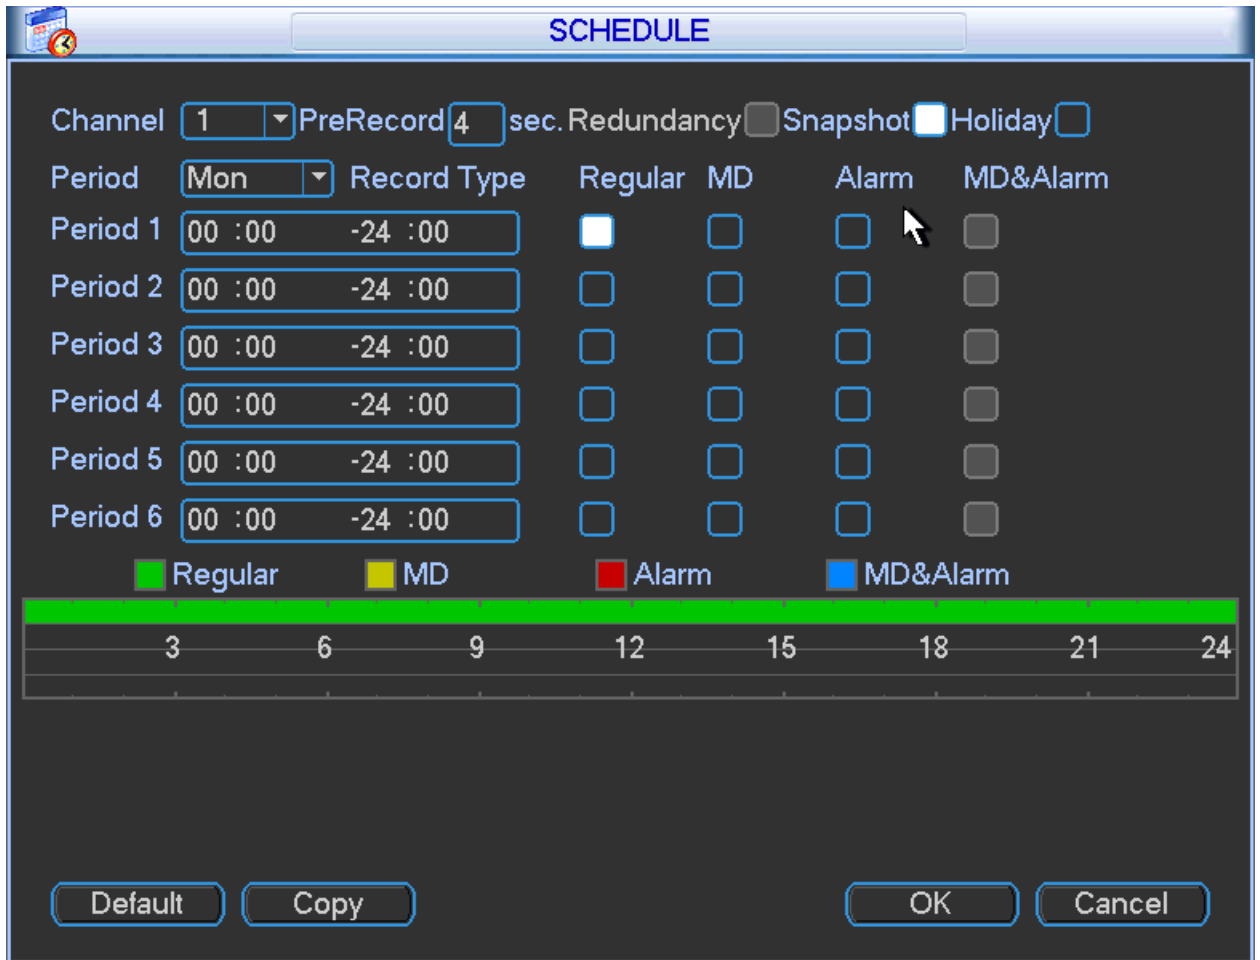 SCHEDULE
Channel 1 PreRecord 4 sec. Redundancy Snapshot Holiday
Period Mon Record Type Regular MD Alarm MD&Alarm
Period 1 00 :00 -24 :00
Period 2 00 :00 -24 :00
Period 3 00 :00 -24 :00
Period 4 00 :00 -24 :00
Period 5 00 :00 -24 :00
Period 6 00 :00 -24 :00
Regular MD Alarm MD&Alarm
3 6 9 12 15 18 21 24
Default Copy OK Cancel